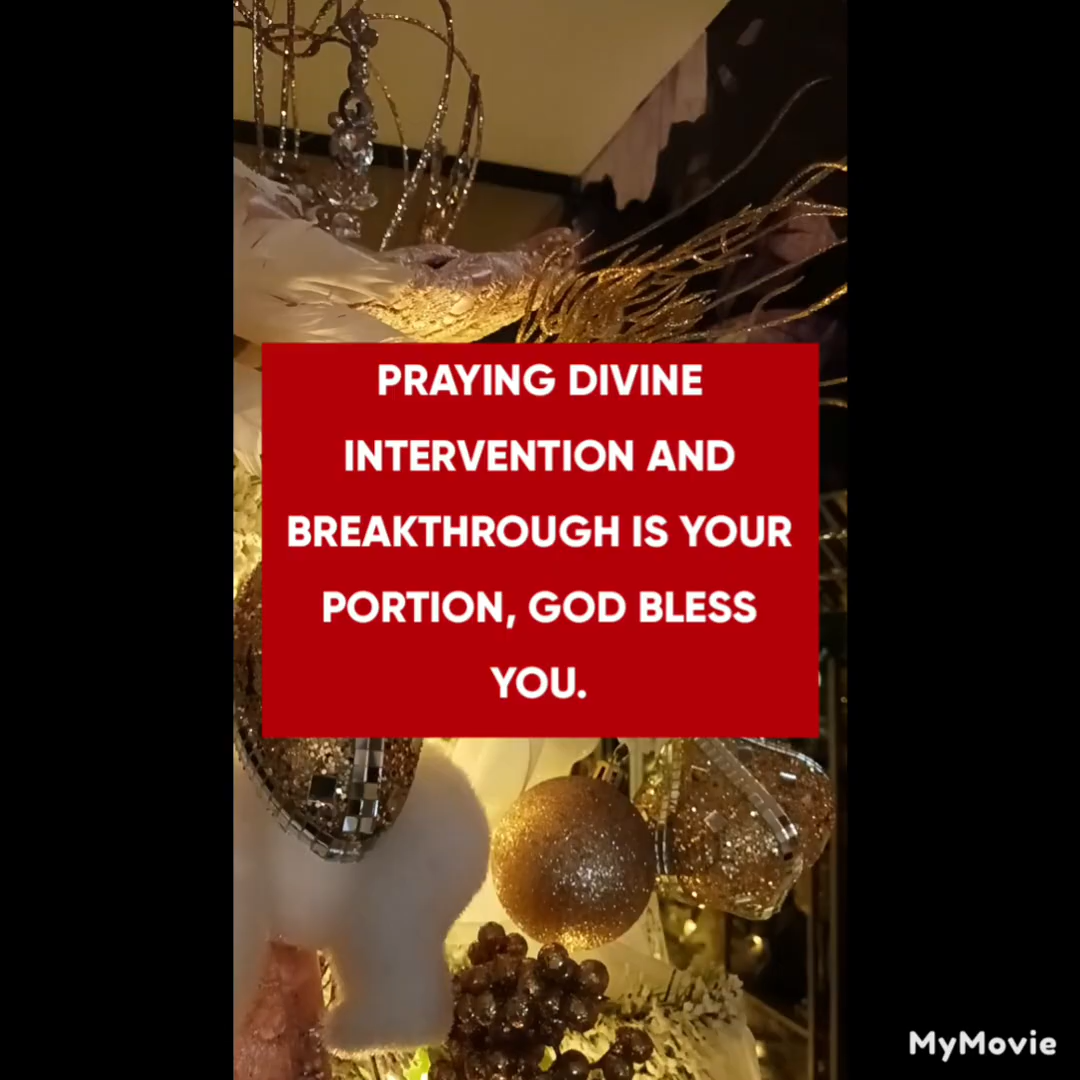 PRAYING DIVINE
INTERVENTION AND
BREAKTHROUGH IS YOUR
PORTION, GOD BLESS
YOU.
MyMovie